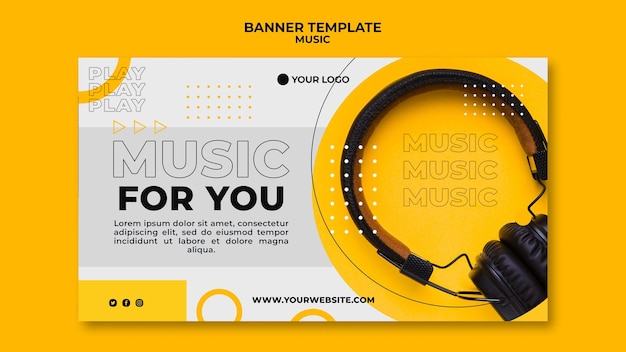 BANNER TEMPLATE
MUSIC
PLAY
PLAY
PLAY
YOUR LOGO
MUSIC
FOR YOU
Lorem ipsum dolor sit amet, consectetur
adipiscing elit, sed do eiusmod tempor
incididunt ut labore et dolore magna
aliqua.
MUSIC
MUSIC
MUSIC
WWW.YOURWEBSITE.COM